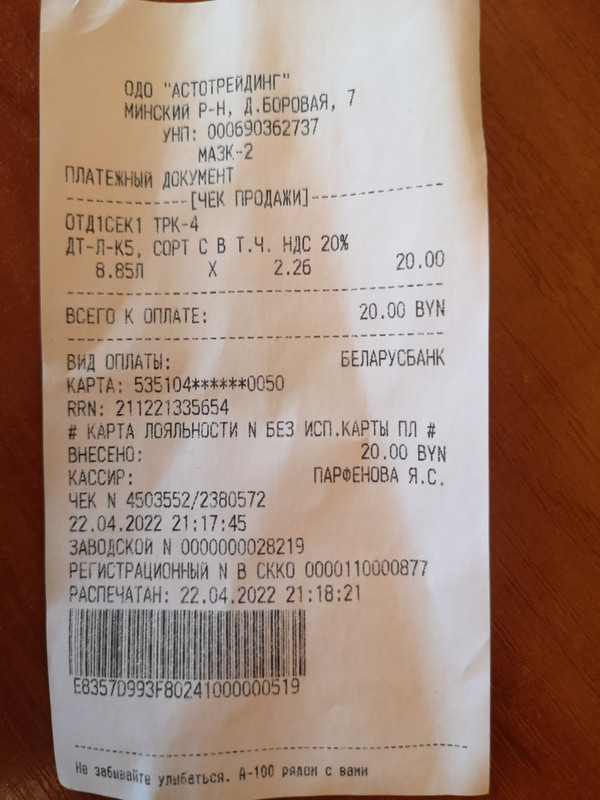 ОДО "АСТОТРЕЙДИНГ"
МИНСКИЙ Р-Н, Д.БОРОВАЯ, 7
УНП: 000690362737
МАЗК-2
ПЛАТЕЖНЫЙ ДОКУМЕНТ
------------[ЧЕК ПРОДАЖИ]------------
ОТД1СЕК1 ТРК-4
ДТ-Л-К5, СОРТ С В Т.Ч. НДС 20%
8.85Л X 2.26 20.00
ВСЕГО К ОПЛАТЕ: 20.00 BYN
ВИД ОПЛАТЫ: БЕЛАРУСБАНК
КАРТА: 535104******0050
RRN: 211221335654
# КАРТА ЛОЯЛЬНОСТИ N БЕЗ ИСП.КАРТЫ ПЛ #
ВНЕСЕНО: 20.00 BYN
КАССИР: ПАРФЕНОВА Я.С.
ЧЕК N 4503552/2380572
22.04.2022 21:17:45
ЗАВОДСКОЙ N 0000000028219
РЕГИСТРАЦИОННЫЙ N В СККО 0000110000877
РАСПЕЧАТАН: 22.04.2022 21:18:21
E8357D993F80241000000519
Не забывайте улыбаться. А-100 рядом с вами